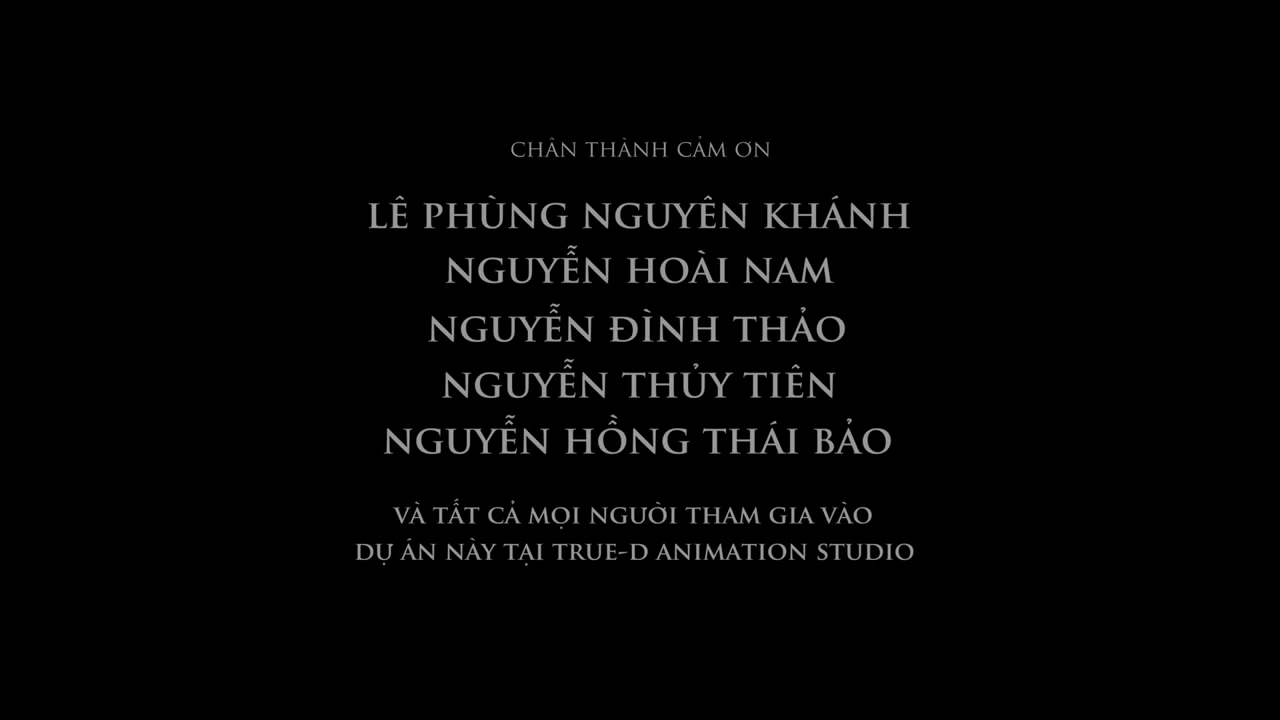 CHÂN THÀNH CẢM ƠN
LÊ PHÙNG NGUYÊN KHÁNH
NGUYỄN HOÀI NAM
NGUYỄN ĐÌNH THẢO
NGUYỄN THỦY TIÊN
NGUYỄN HỒNG THÁI BẢO
VÀ TẤT CẢ MỌI NGƯỜI THAM GIA VÀO
DỰ ÁN NÀY TẠI TRUE-D ANIMATION STUDIO